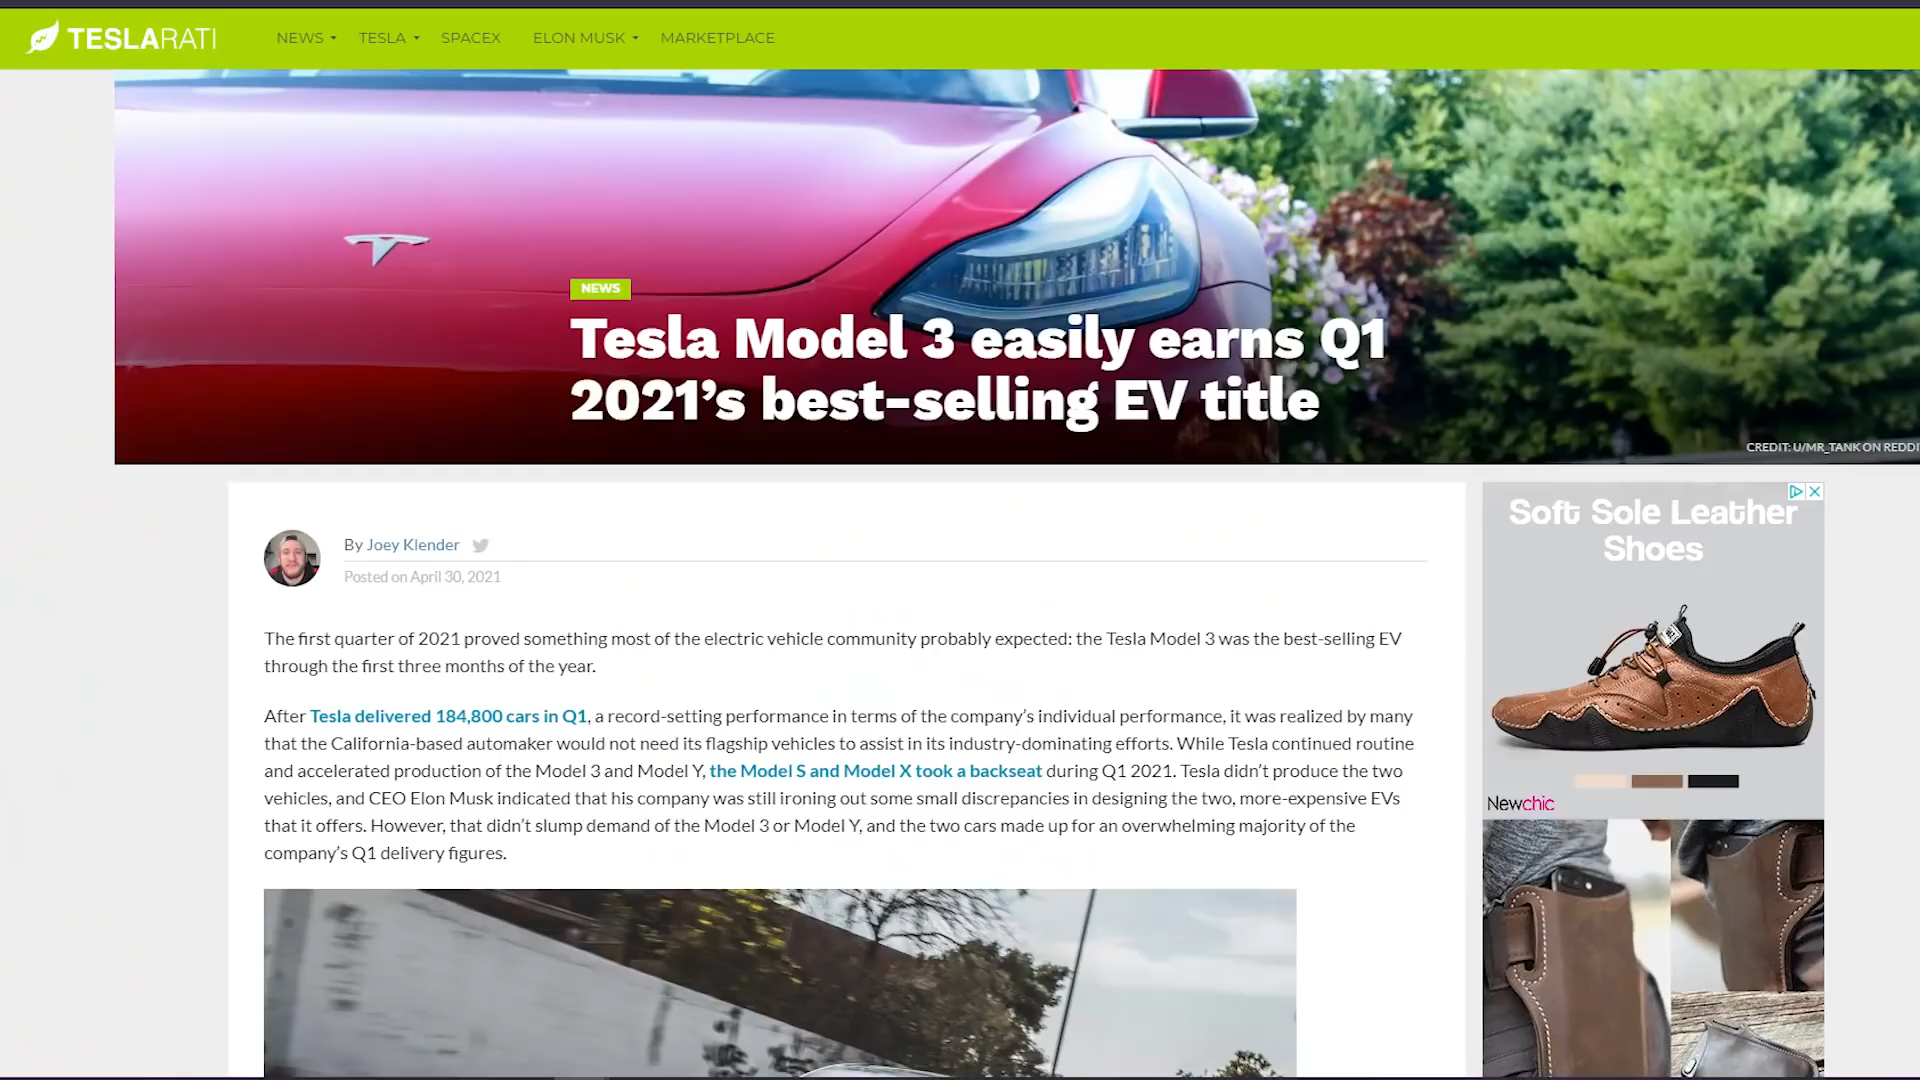 TESLARATI
NEWS
TESLA
SPACEX
ELON MUSK
MARKETPLACE
NEWS
Tesla Model 3 easily earns Q1
2021’s best-selling EV title
CREDIT: U/MR_TANK ON REDDI
By Joey Klender
Posted on April 30, 2021
The first quarter of 2021 proved something most of the electric vehicle community probably expected: the Tesla Model 3 was the best-selling EV
through the first three months of the year.
After Tesla delivered 184,800 cars in Q1, a record-setting performance in terms of the company’s individual performance, it was realized by many
that the California-based automaker would not need its flagship vehicles to assist in its industry-dominating efforts. While Tesla continued routine
and accelerated production of the Model 3 and Model Y, the Model S and Model X took a backseat during Q1 2021. Tesla didn’t produce the two
vehicles, and CEO Elon Musk indicated that his company was still ironing out some small discrepancies in designing the two, more-expensive EVs
that it offers. However, that didn’t slump demand of the Model 3 or Model Y, and the two cars made up for an overwhelming majority of the
company’s Q1 delivery figures.
Soft Sole Leather
Shoes
Newchic